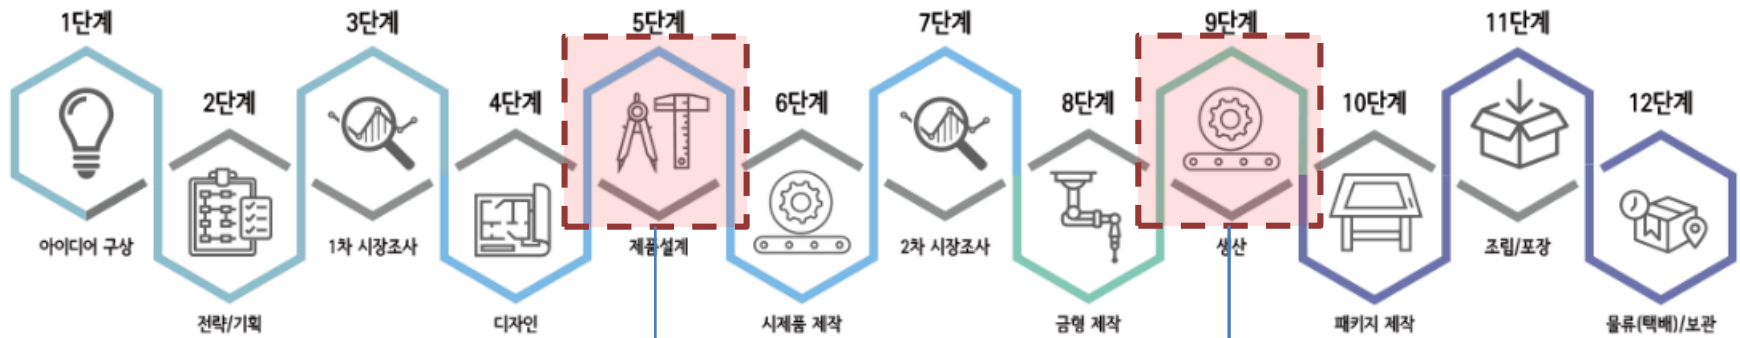 1단계
아이디어 구상
2단계
전략/기획
3단계
1차 시장조사
4단계
디자인
5단계
제품설계
6단계
시제품 제작
7단계
2차 시장조사
8단계
금형 제작
9단계
생산
10단계
패키지 제작
11단계
조립/포장
12단계
물류(택배)/보관